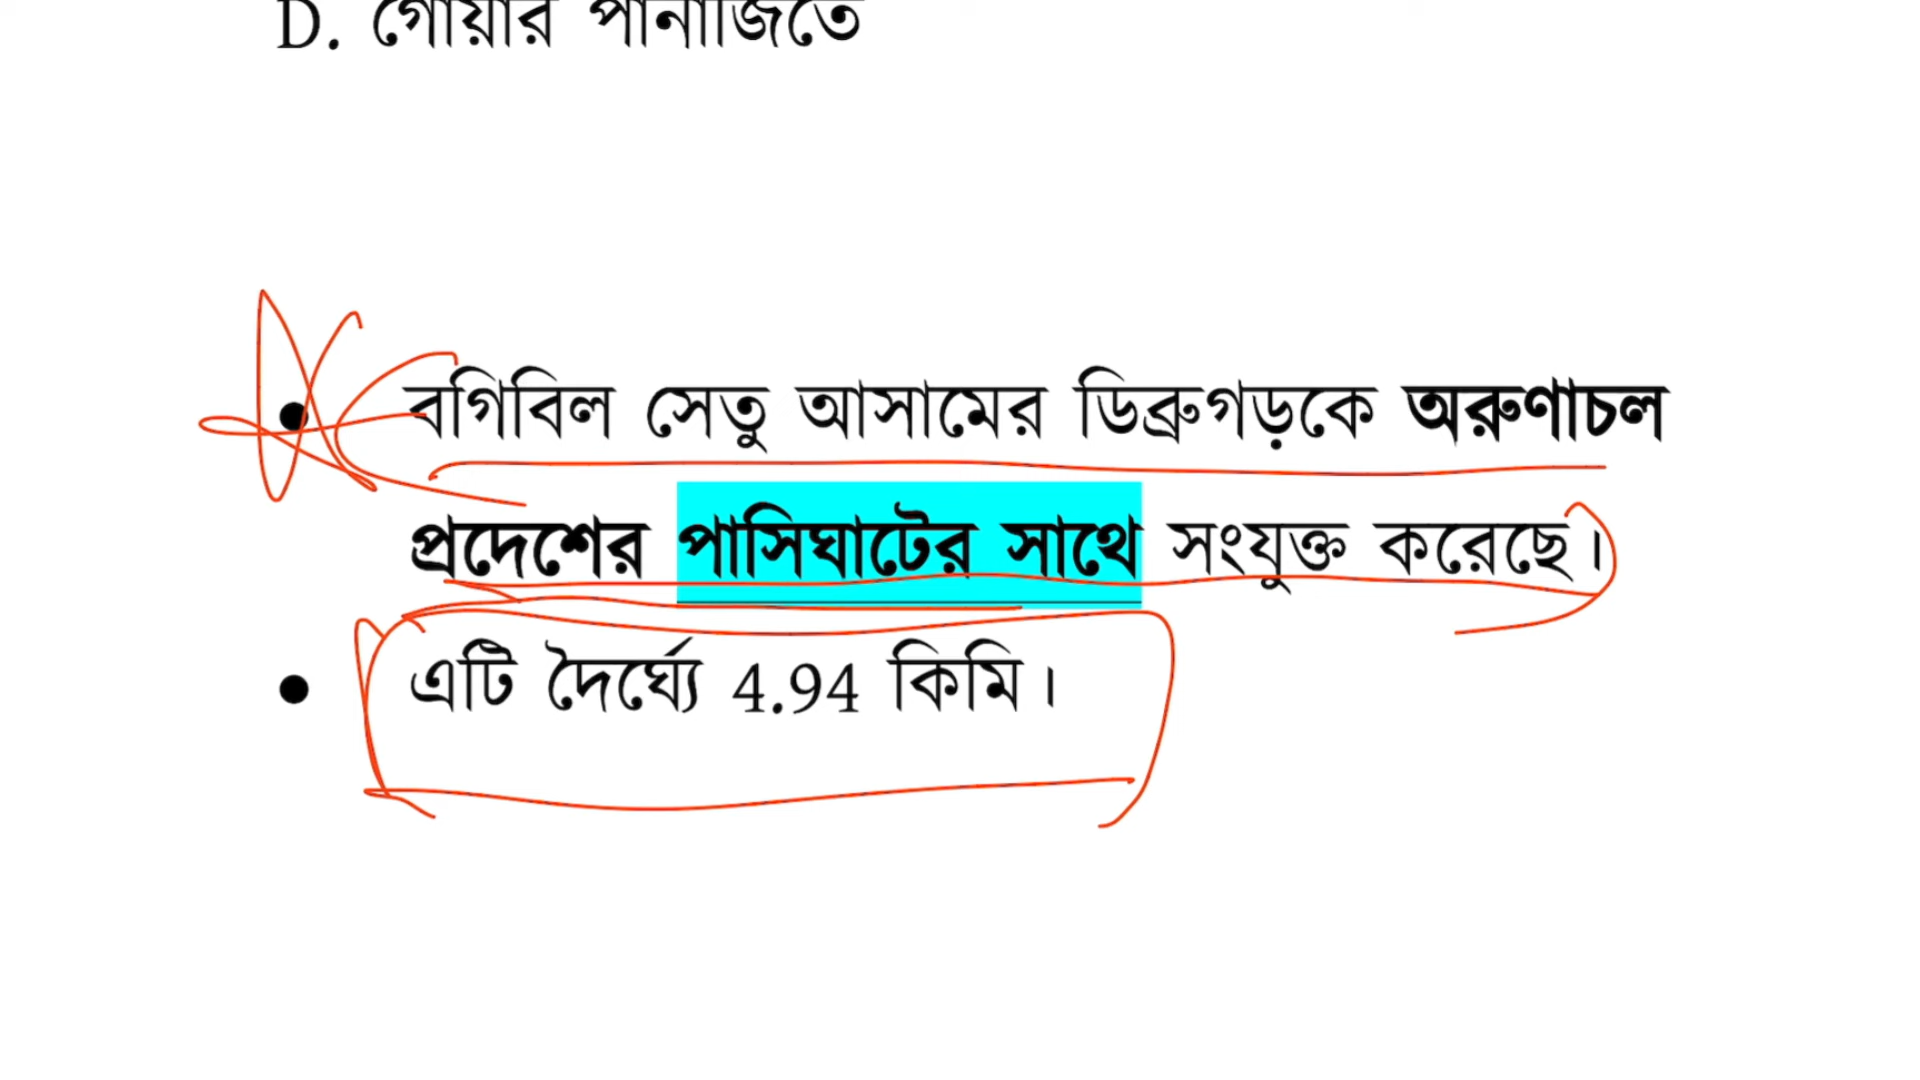 D. গোয়ার পানাজিতে
• বগিবিল সেতু আসামের ডিব্রুগড়কে অরুণাচল
প্রদেশের পাসিঘাটের সাথে সংযুক্ত করেছে।
• এটি দৈর্ঘ্যে 4.94 কিমি।